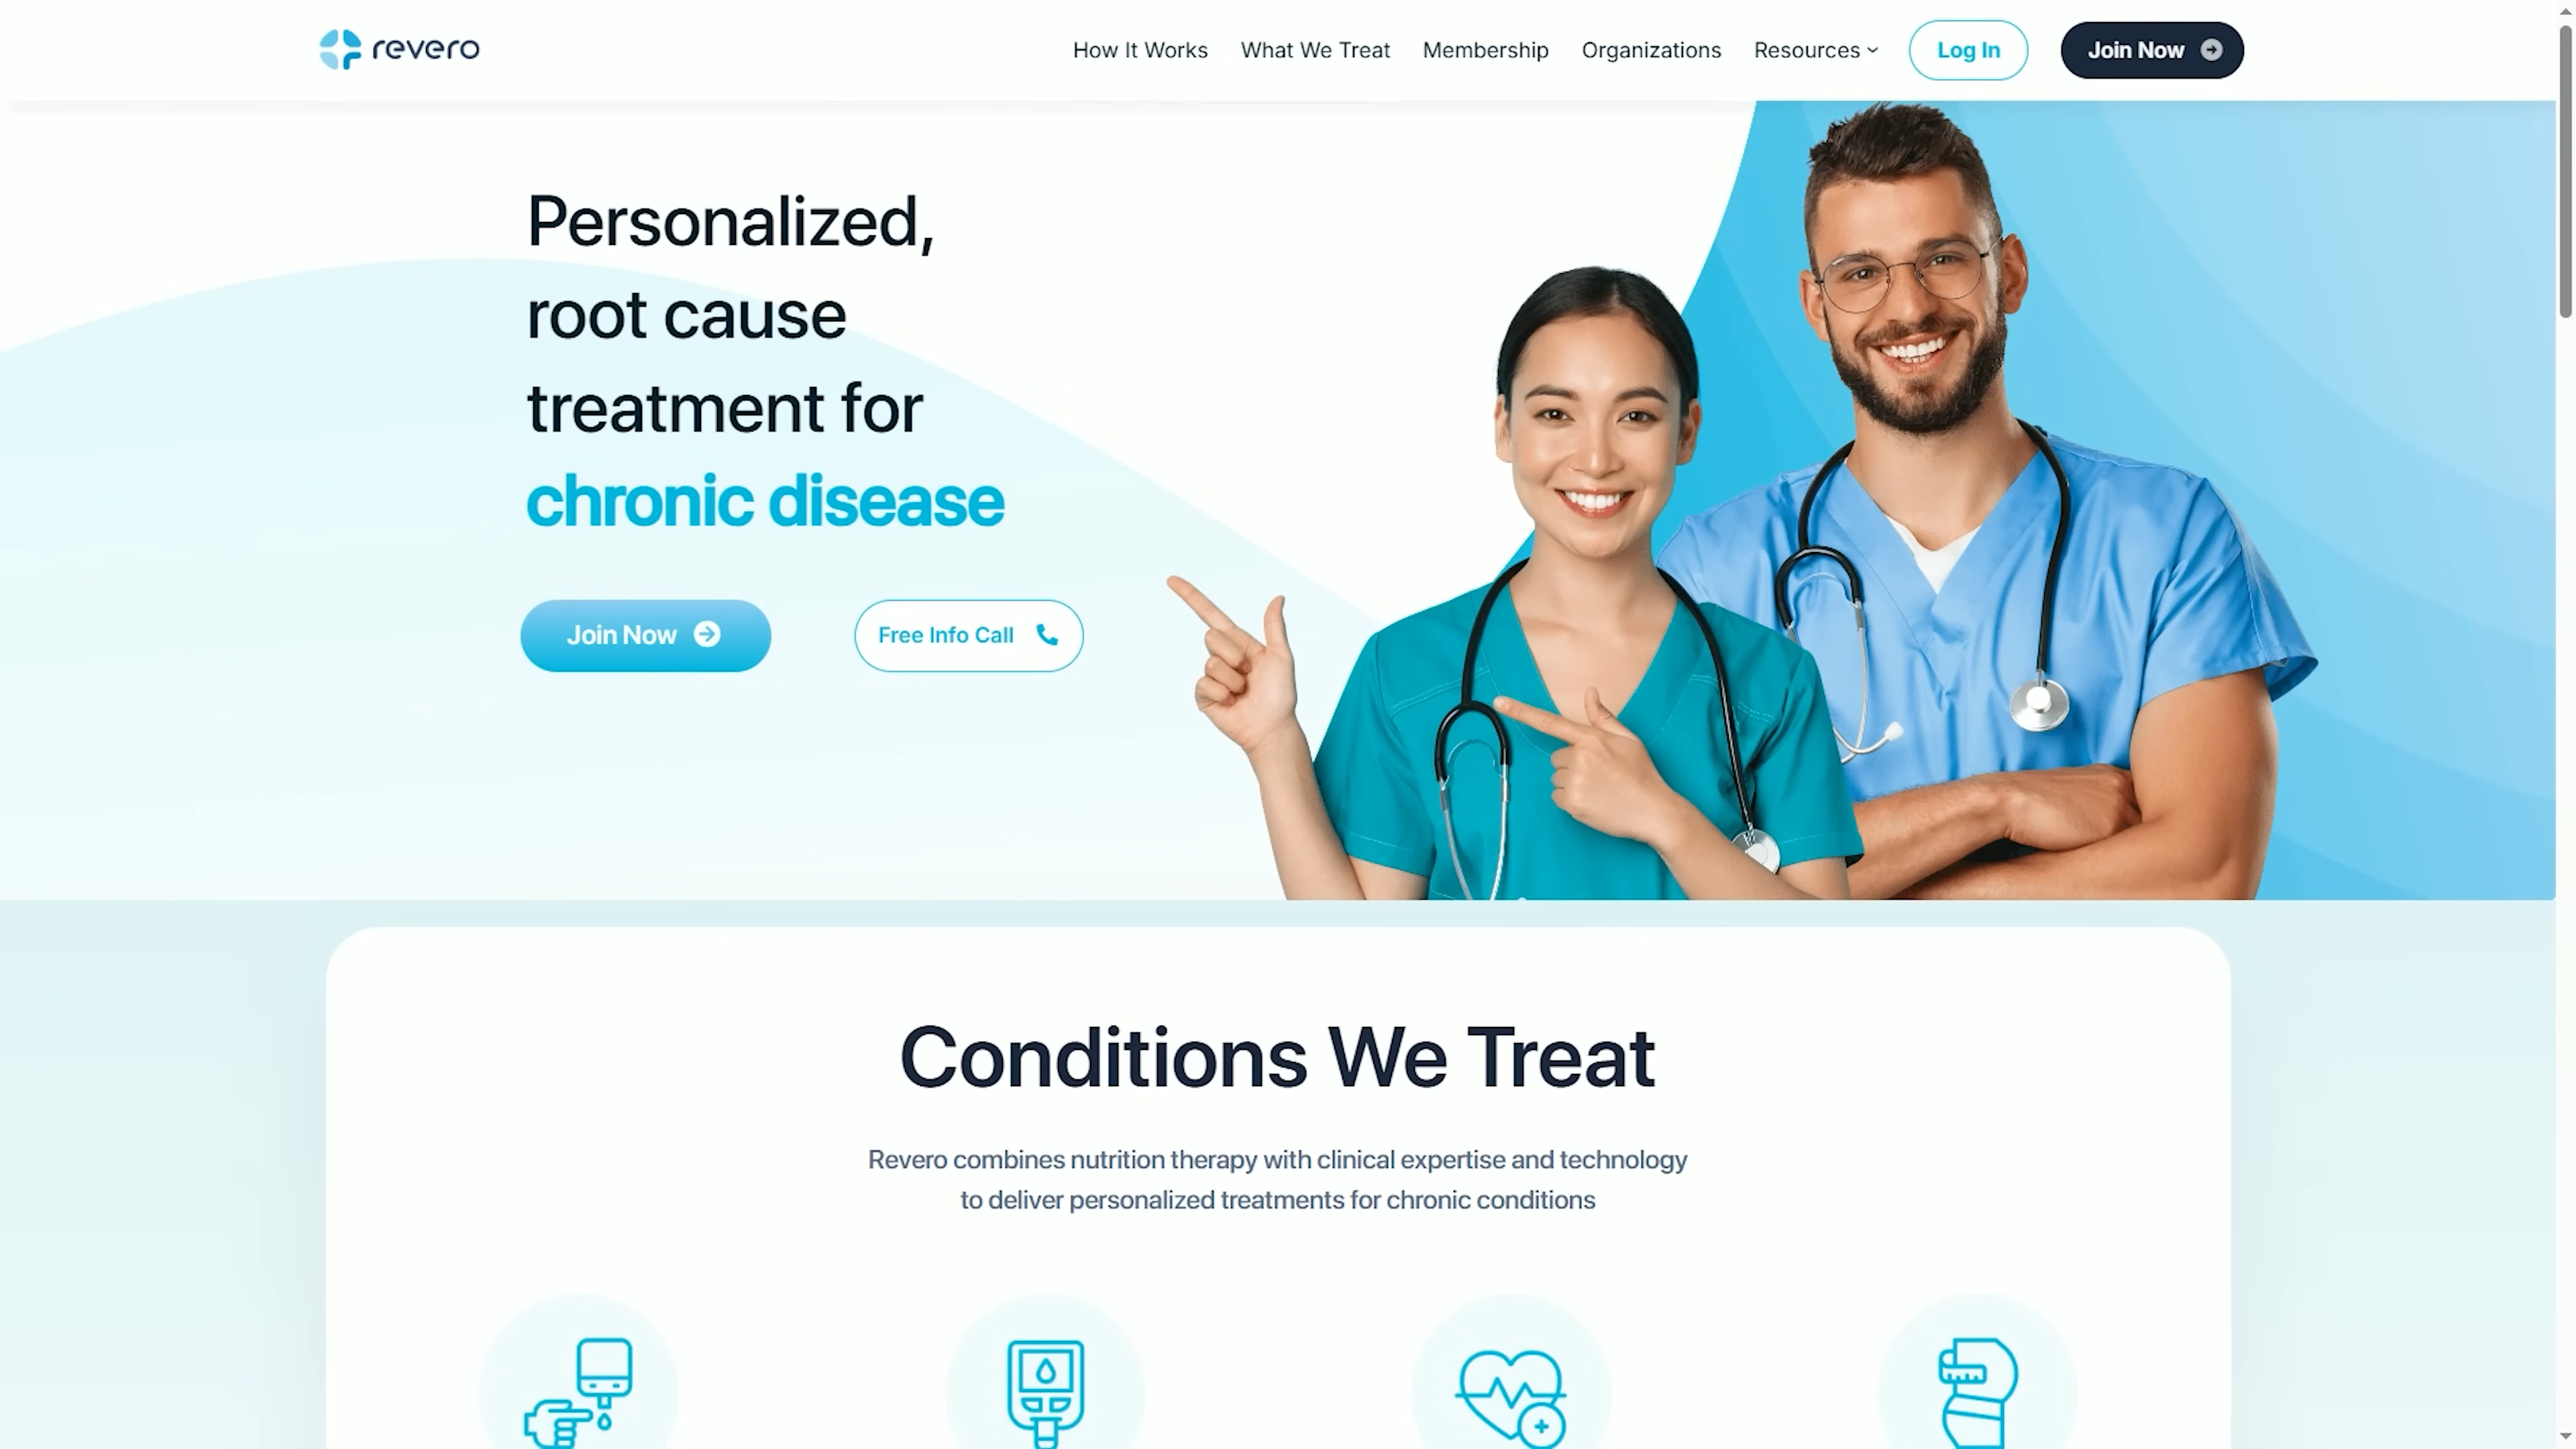 revero
How It Works
What We Treat
Membership
Organizations
Resources
Log In
Join Now
Personalized,
root cause
treatment for
chronic disease
Join Now
Free Info Call
Conditions We Treat
Revero combines nutrition therapy with clinical expertise and technology
to deliver personalized treatments for chronic conditions